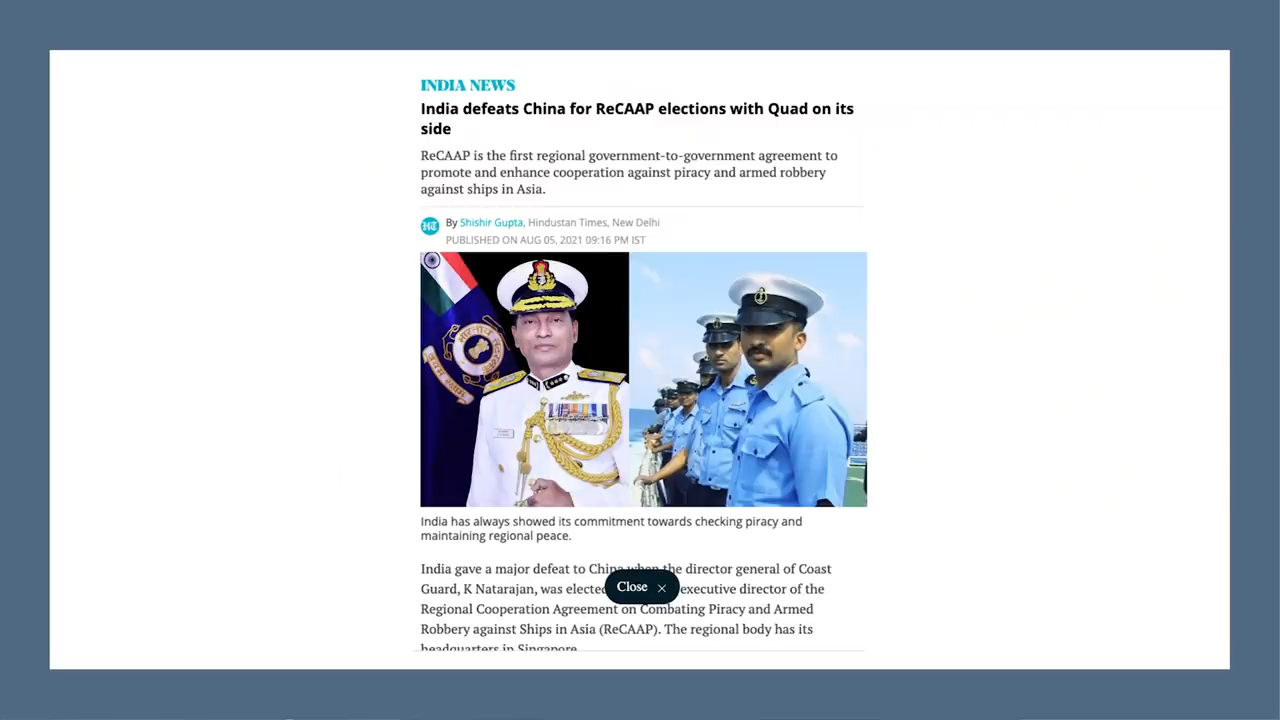 INDIA NEWS
India defeats China for ReCAAP elections with Quad on its
side
ReCAAP is the first regional government-to-government agreement to
promote and enhance cooperation against piracy and armed robbery
against ships in Asia.
HT By Shishir Gupta, Hindustan Times, New Delhi
PUBLISHED ON AUG 05, 2021 09:16 PM IST
India has always showed its commitment towards checking piracy and
maintaining regional peace.
India gave a major defeat to China when the director general of Coast
Guard, K Natarajan, was elected executive director of the
Close ×
Regional Cooperation Agreement on Combating Piracy and Armed
Robbery against Ships in Asia (ReCAAP). The regional body has its
headquarters in Singapore.